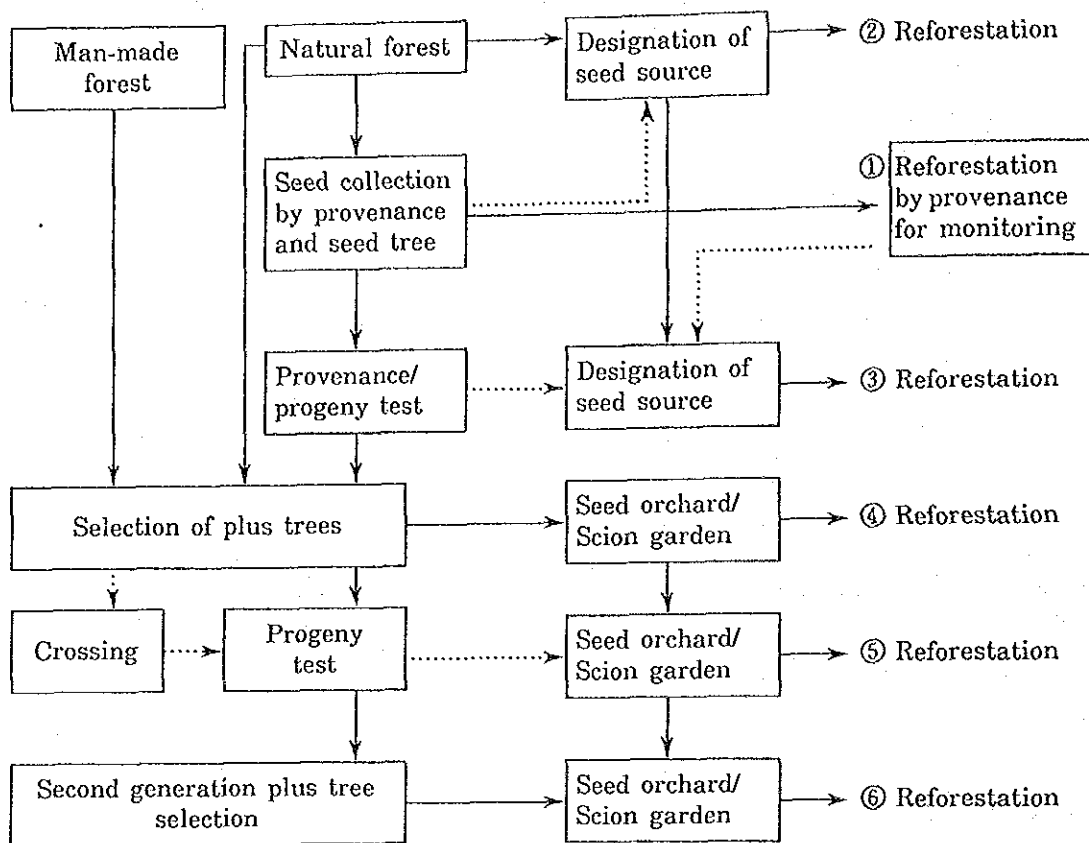 Man-made
forest
Natural forest
Designation of
seed source
② Reforestation
Seed collection
by provenance
and seed tree
① Reforestation
by provenance
for monitoring
Provenance/
progeny test
Designation of
seed source
③ Reforestation
Selection of plus trees
Seed orchard/
Scion garden
④ Reforestation
Crossing
Progeny
test
Seed orchard/
Scion garden
⑤ Reforestation
Second generation plus tree
selection
Seed orchard/
Scion garden
⑥ Reforestation